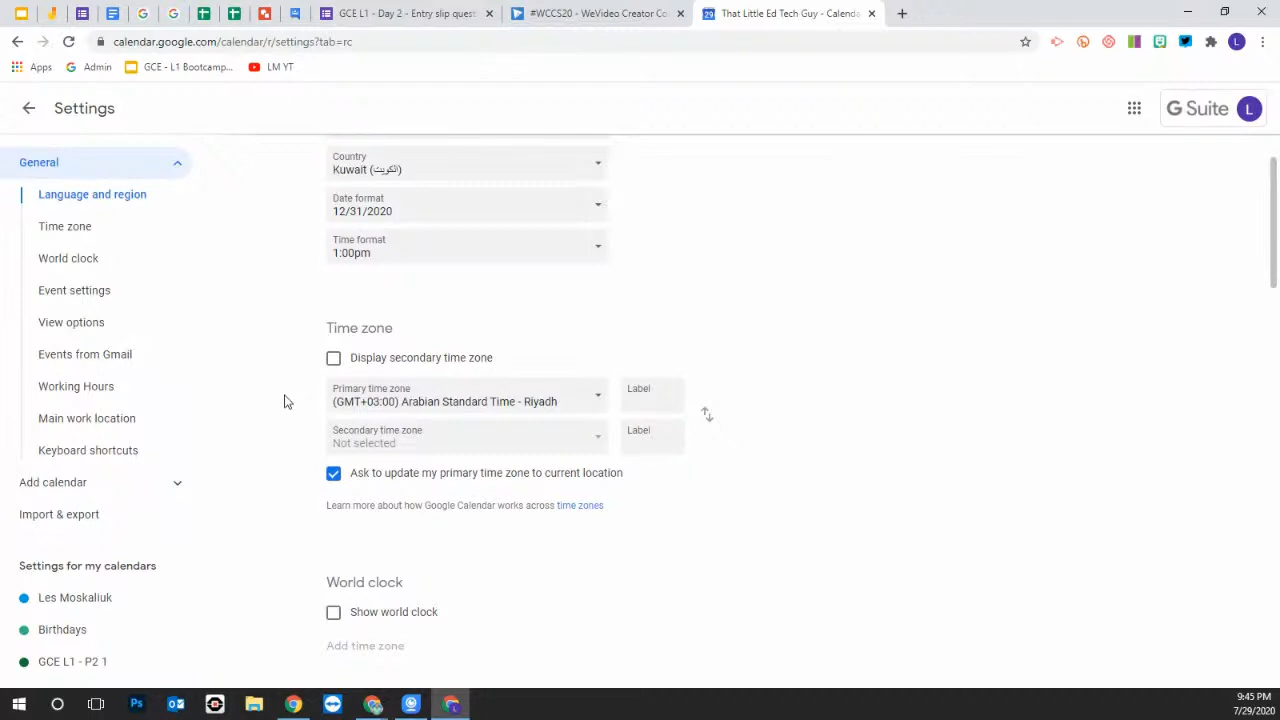 GCE L1 - Day 2 - Entry slip quest
#WCCS20 - WeVideo Creator Co
That Little Ed Tech Guy - Calenda
calendar.google.com/calendar/r/settings?tab=rc
Apps
Admin
GCE - L1 Bootcamp...
LM YT
Settings
G Suite
L
General
Language and region
Time zone
World clock
Event settings
View options
Events from Gmail
Working Hours
Main work location
Keyboard shortcuts
Add calendar
Import & export
Settings for my calendars
Les Moskaliuk
Birthdays
GCE L1 - P2 1
Country
Kuwait (الكويت)
Date format
12/31/2020
Time format
1:00pm
Time zone
Display secondary time zone
Primary time zone
(GMT+03:00) Arabian Standard Time - Riyadh
Label
Secondary time zone
Not selected
Label
Ask to update my primary time zone to current location
Learn more about how Google Calendar works across time zones
World clock
Show world clock
Add time zone
9:45 PM
7/29/2020